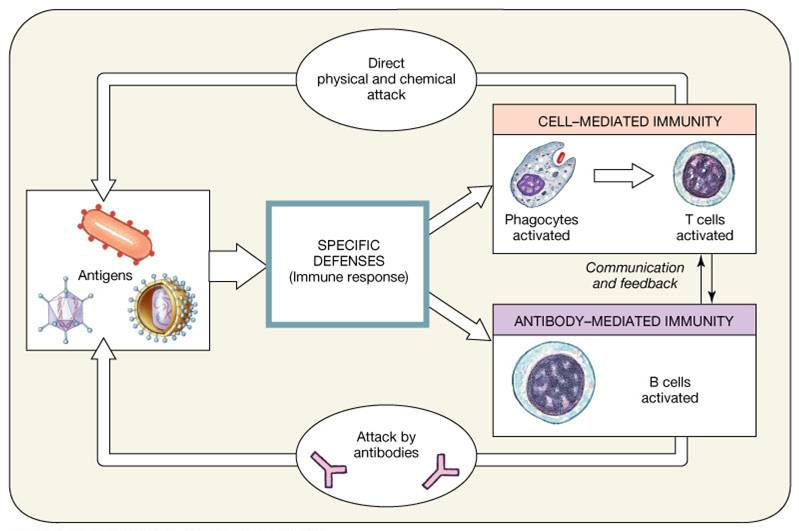 Direct
physical and chemical
attack
CELL–MEDIATED IMMUNITY
Phagocytes
activated
T cells
activated
Antigens
SPECIFIC
DEFENSES
(Immune response)
Communication
and feedback
ANTIBODY–MEDIATED IMMUNITY
B cells
activated
Attack by
antibodies